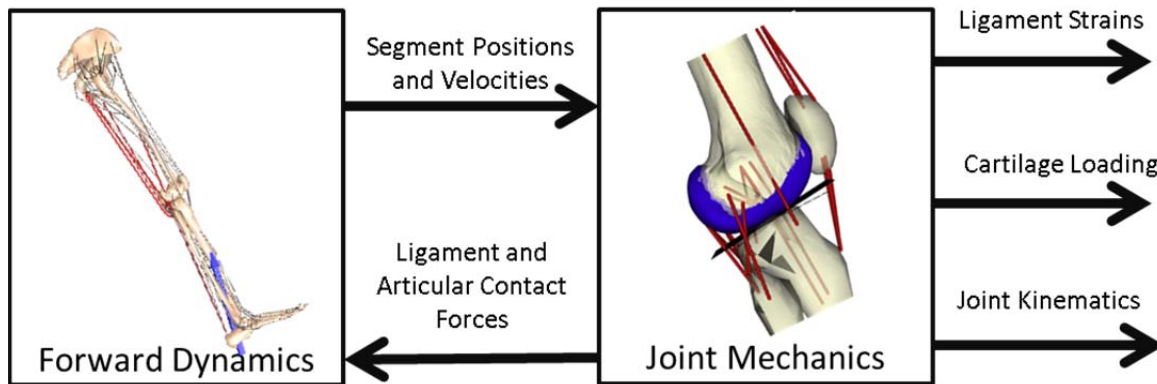 Segment Positions
and Velocities
Ligament and
Articular Contact
Forces
Forward Dynamics
Joint Mechanics
Ligament Strains
Cartilage Loading
Joint Kinematics